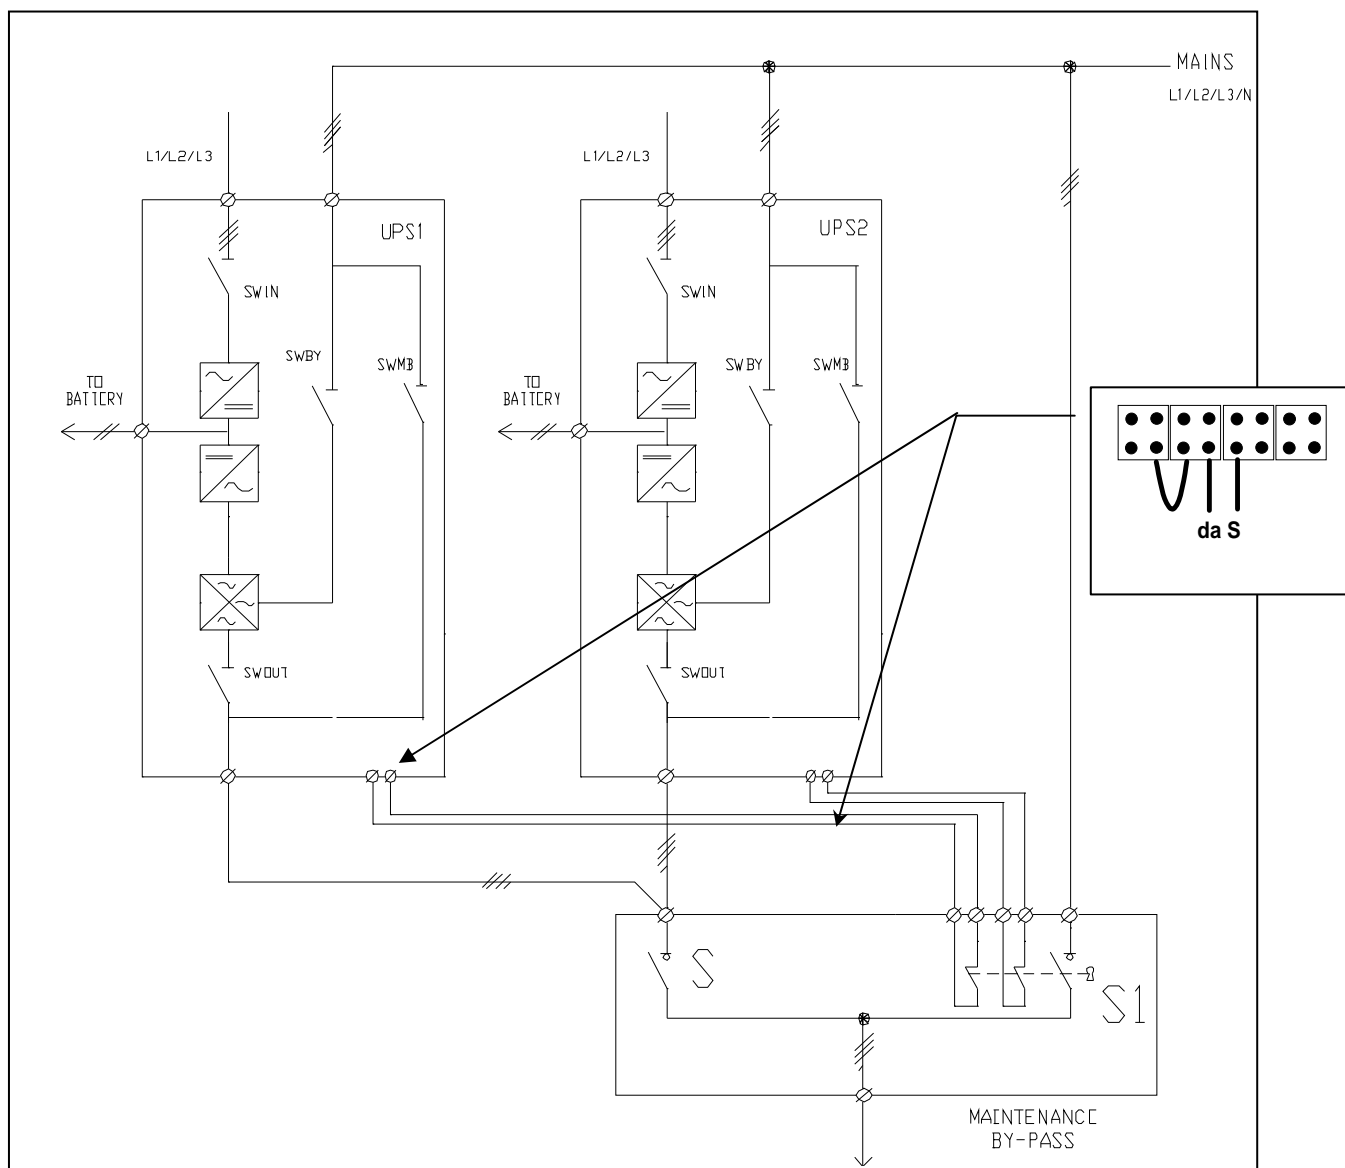 MAINS
L1/L2/L3/N
L1/L2/L3
L1/L2/L3
UPS1
UPS2
SWIN
SWIN
SWBY
SWMB
SWBY
SWMB
TO
BATTERY
TO
BATTERY
da S
SWOUT
SWOUT
S
S1
MAINTENANCE
BY-PASS